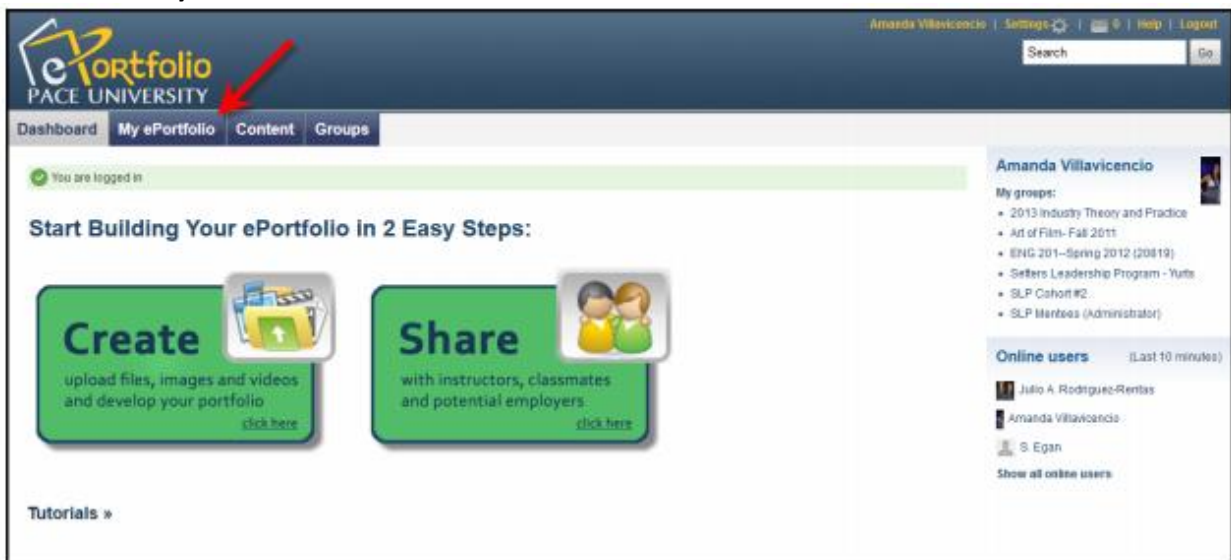 ePortfolio
PACE UNIVERSITY
Amanda Villavicencio | Settings | 0 | Help | Logout
Search Go
Dashboard My ePortfolio Content Groups
You are logged in
Start Building Your ePortfolio in 2 Easy Steps:
Create
upload files, images and videos
and develop your portfolio
click here
Share
with instructors, classmates
and potential employers
click here
Tutorials »
Amanda Villavicencio
My groups:
• 2013 Industry Theory and Practice
• Art of Film- Fall 2011
• ENG 201--Spring 2012 (20819)
• Setters Leadership Program - Yurts
• SLP Cohort #2
• SLP Mentees (Administrator)
Online users (Last 10 minutes)
Julio A. Rodriguez-Rentas
Amanda Villavicencio
S. Egan
Show all online users